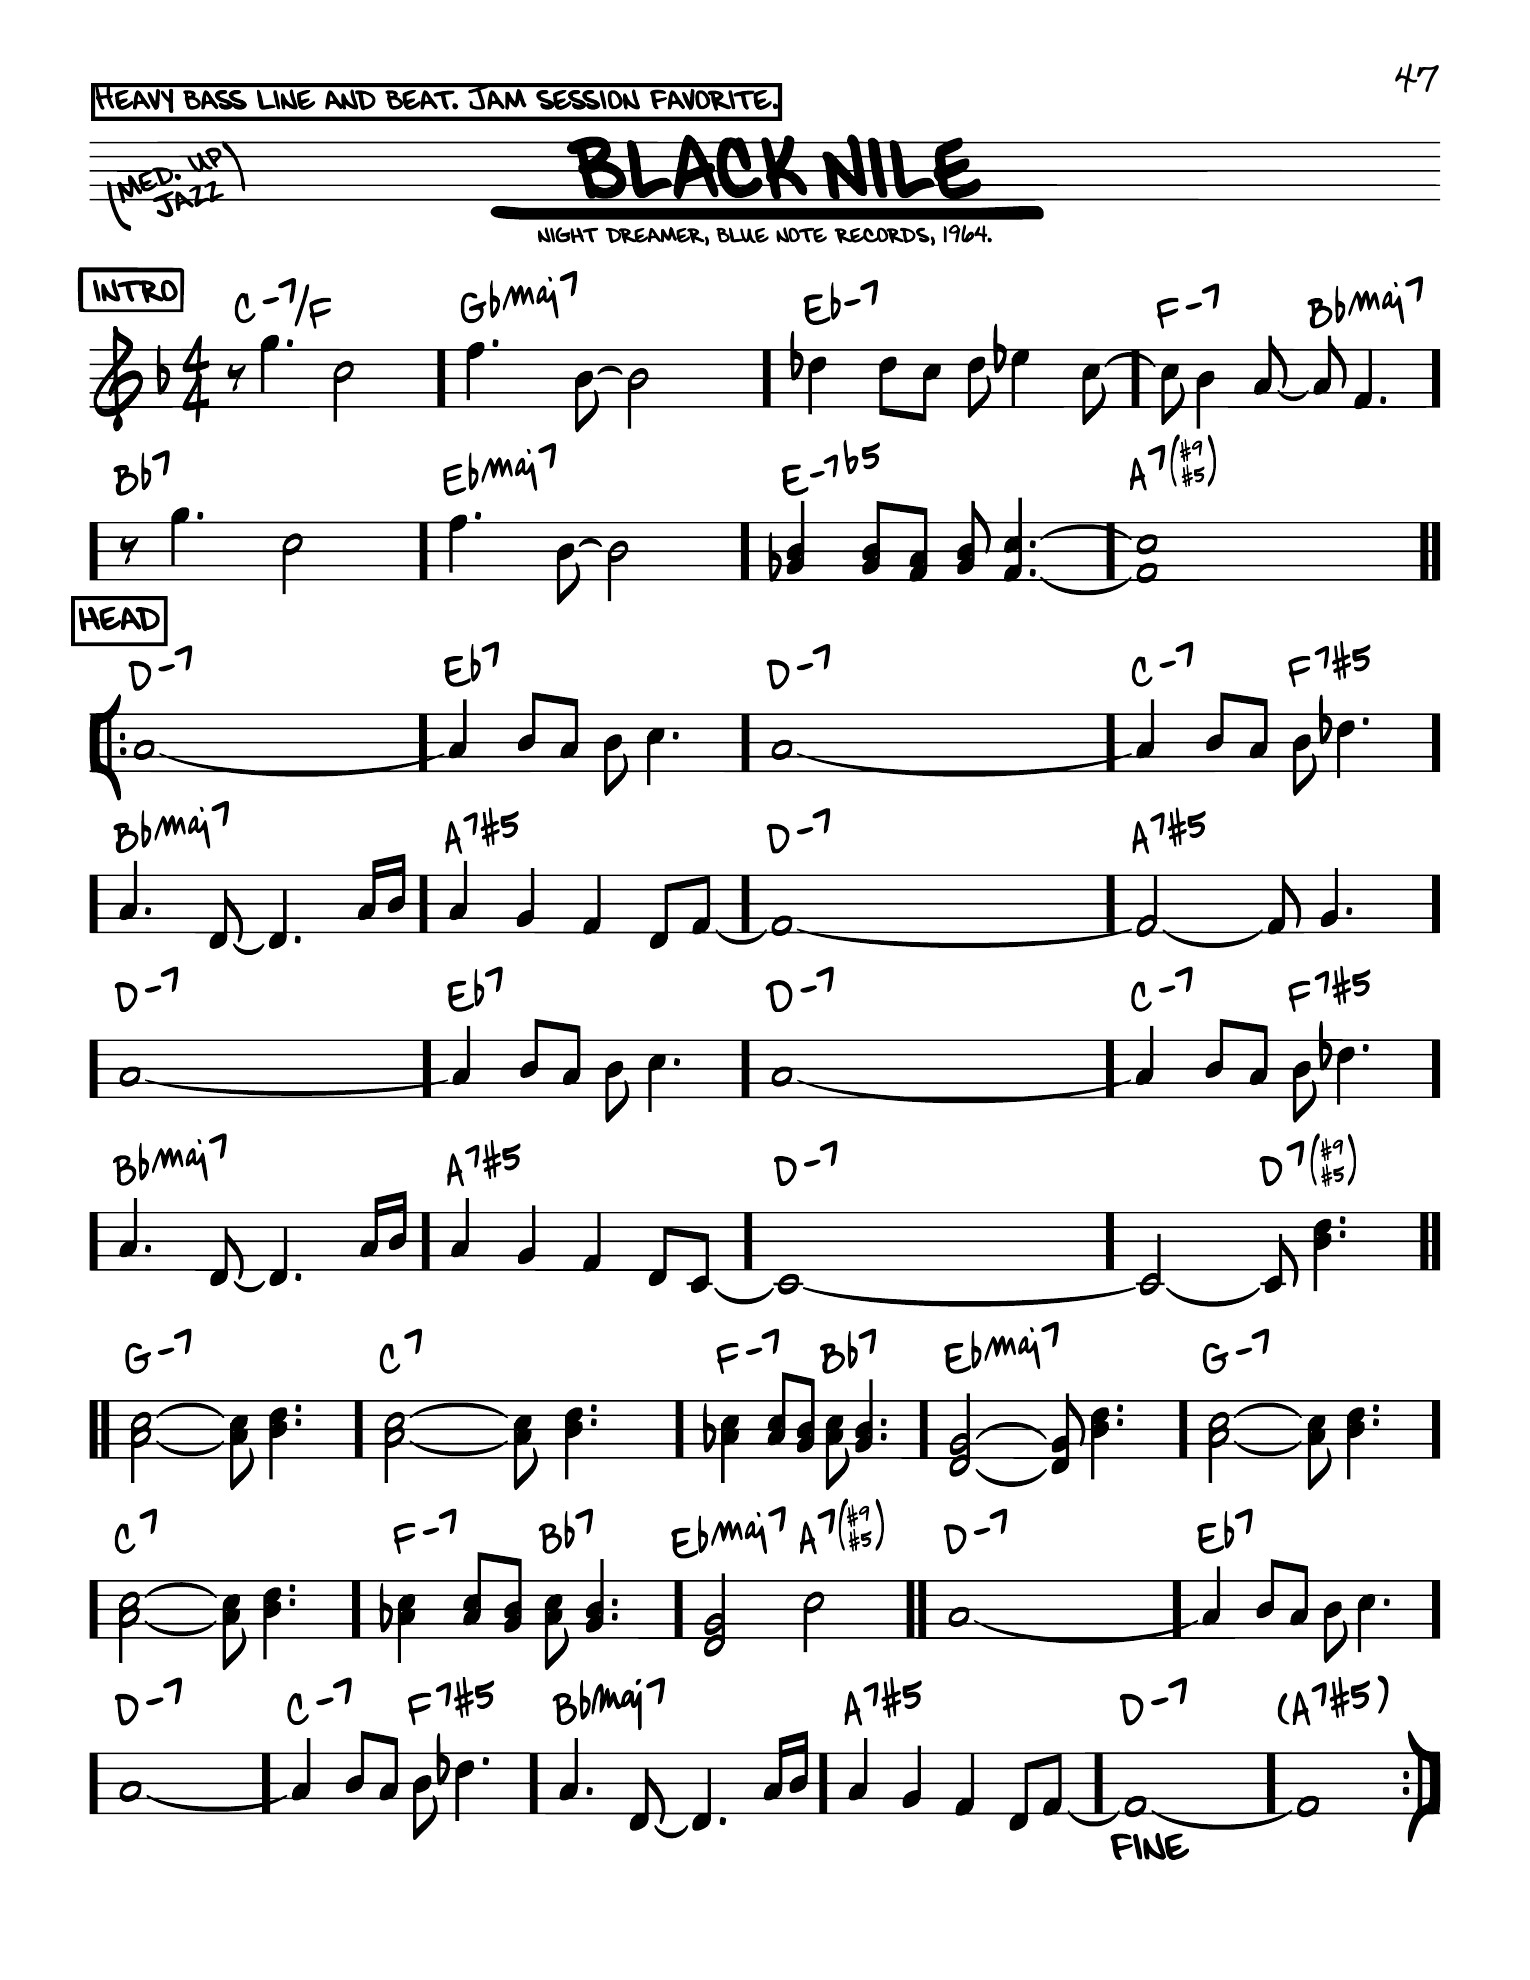 47
HEAVY BASS LINE AND BEAT. JAM SESSION FAVORITE.
(MED. UP JAZZ)
BLACK NILE
NIGHT DREAMER, BLUE NOTE RECORDS, 1964.
INTRO
C-7/F Gbmaj7 Eb-7 F-7 Bbmaj7
4
4
Bb7 Ebmaj7 E-7b5 A7(#9 #5)
HEAD
D-7 Eb7 D-7 C-7 F7#5
Bbmaj7 A7#5 D-7 A7#5
D-7 Eb7 D-7 C-7 F7#5
Bbmaj7 A7#5 D-7 D7(#9 #5)
G-7 C7 F-7 Bb7 Ebmaj7 G-7
C7 F-7 Bb7 Ebmaj7 A7(#9 #5) D-7 Eb7
D-7 C-7 F7#5 Bbmaj7 A7#5 D-7 (A7#5)
FINE